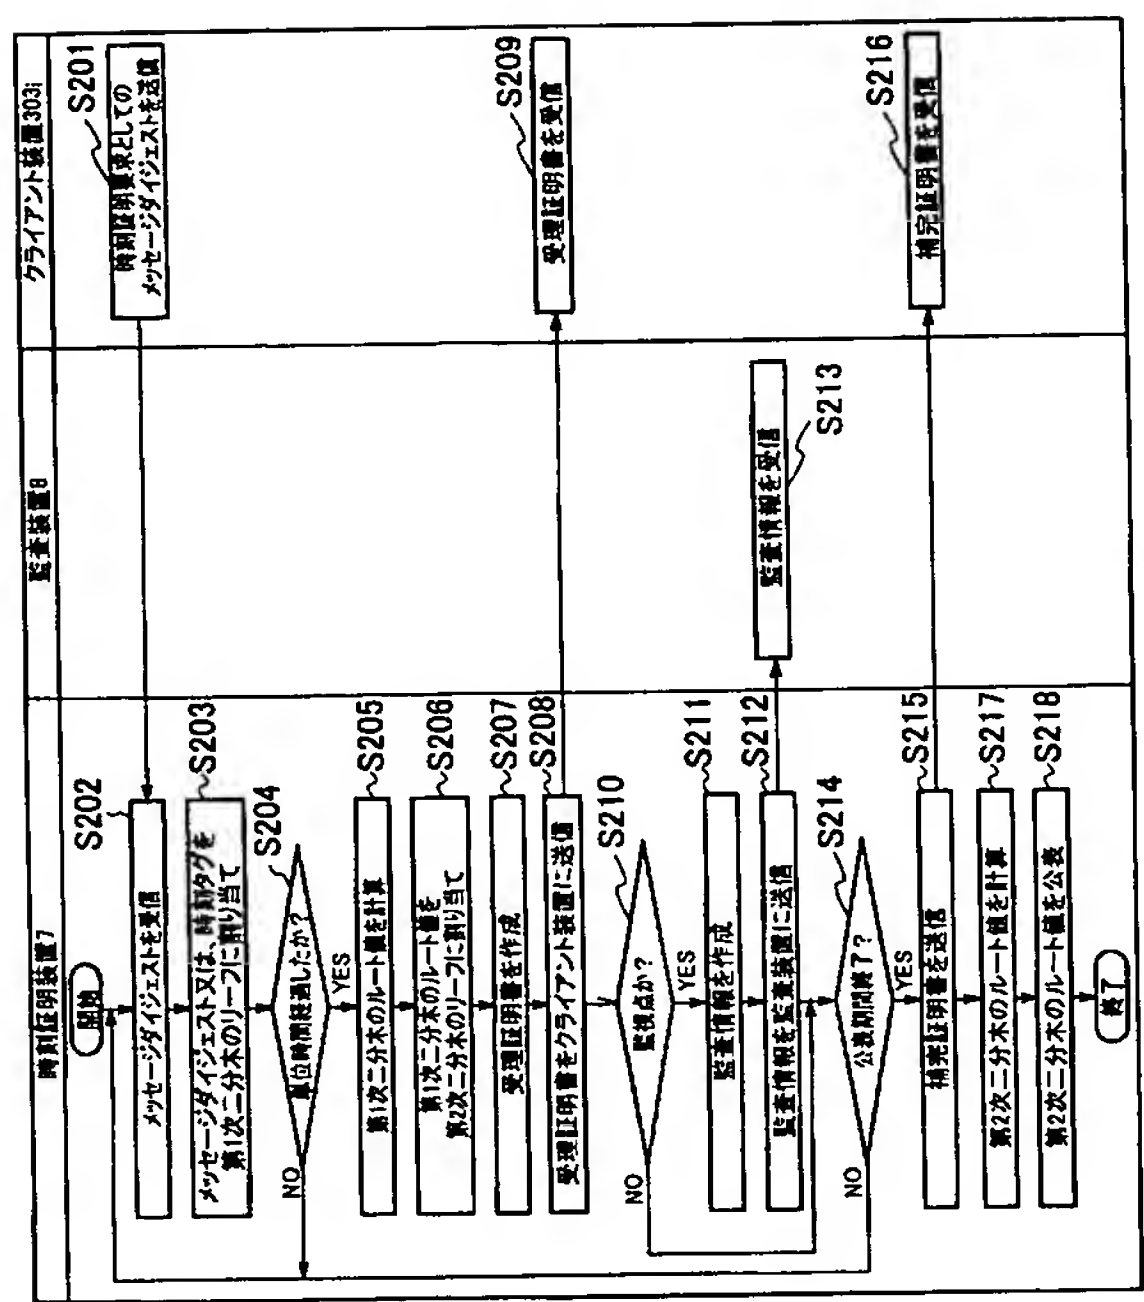 時刻証明装置7
監査装置8
クライアント装置303i
開始
S201
時刻証明要求としての
メッセージダイジェストを送信
S202
メッセージダイジェストを受信
S203
メッセージダイジェスト又は、時刻タグを
第1次二分木のリーフに割り当て
S204
単位時間経過したか?
NO
YES
S205
第1次二分木のルート値を計算
S206
第1次二分木のルート値を
第2次二分木のリーフに割り当て
S207
受理証明書を作成
S208
受理証明書をクライアント装置に送信
S209
受理証明書を受信
S210
監視点か?
NO
YES
S211
監査情報を作成
S212
監査情報を監査装置に送信
S213
監査情報を受信
S214
公表期間終了?
NO
YES
S215
補完証明書を送信
S216
補完証明書を受信
S217
第2次二分木のルート値を計算
S218
第2次二分木のルート値を公表
終了